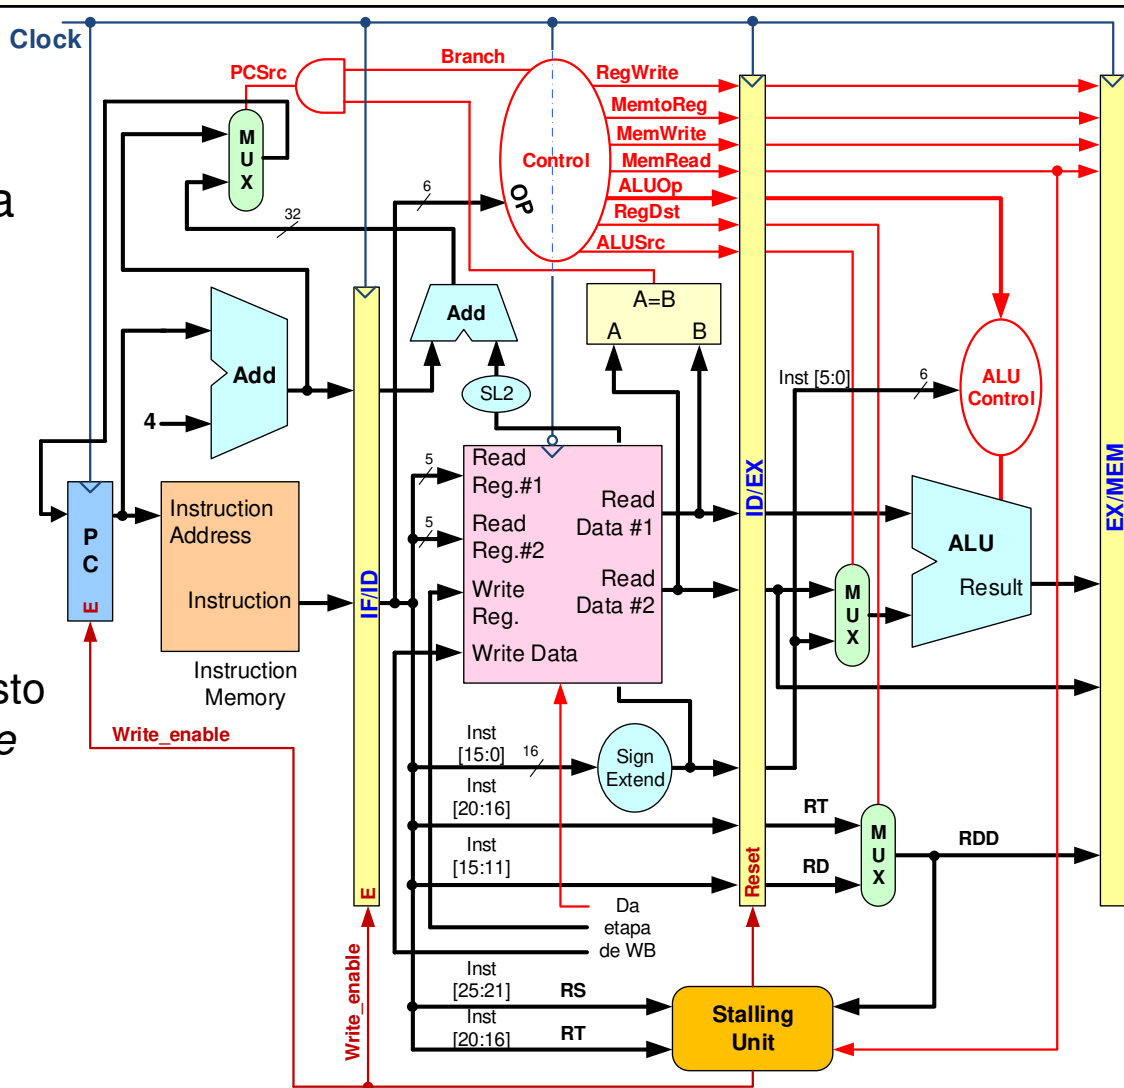 Clock
Branch
PCSrc
RegWrite
MemtoReg
MemWrite
MemRead
ALUOp
RegDst
ALUSrc
Control
OP
M
U
X
6
32
a
Add
4
Add
SL2
A=B
A B
Inst [5:0]
6
ALU
Control
P
C
E
Instruction
Address
Instruction
Instruction
Memory
IF/ID
E
5
Read
Reg.#1
5
Read
Reg.#2
Write
Reg.
Write Data
Read
Data #1
Read
Data #2
ID/EX
Reset
M
U
X
ALU
Result
EX/MEM
sto
e
Write_enable
Inst
[15:0]
16
Sign
Extend
Inst
[20:16]
RT
Inst
[15:11]
RD
M
U
X
RDD
Da
etapa
de WB
Write_enable
Inst
[25:21]
RS
Inst
[20:16]
RT
Stalling
Unit